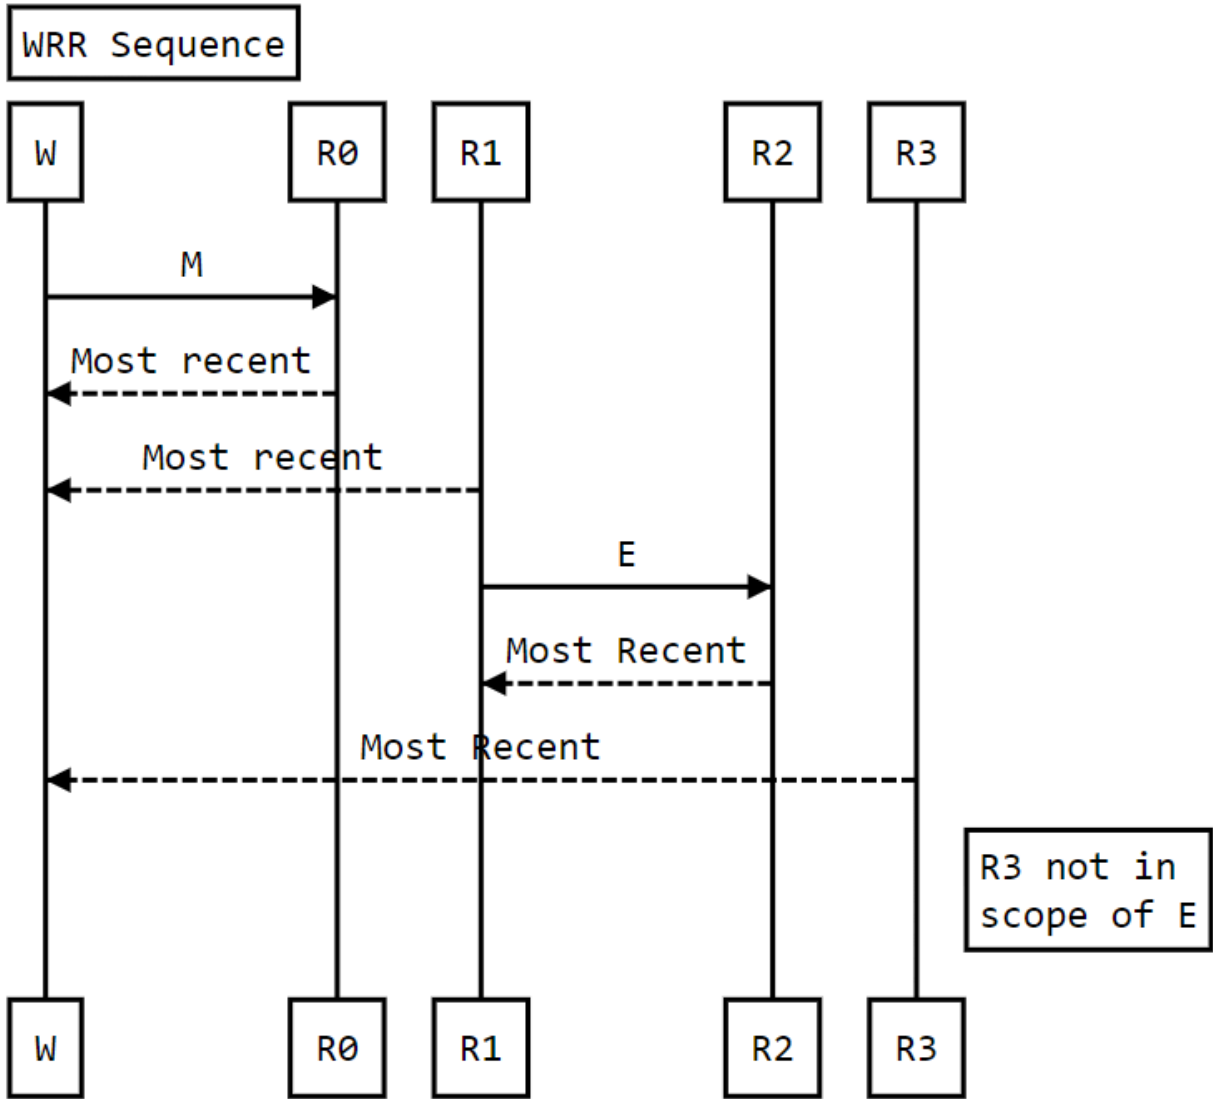 WRR Sequence
W R0 R1 R2 R3
M
Most recent
Most recent
E
Most Recent
Most Recent
R3 not in
scope of E
W R0 R1 R2 R3